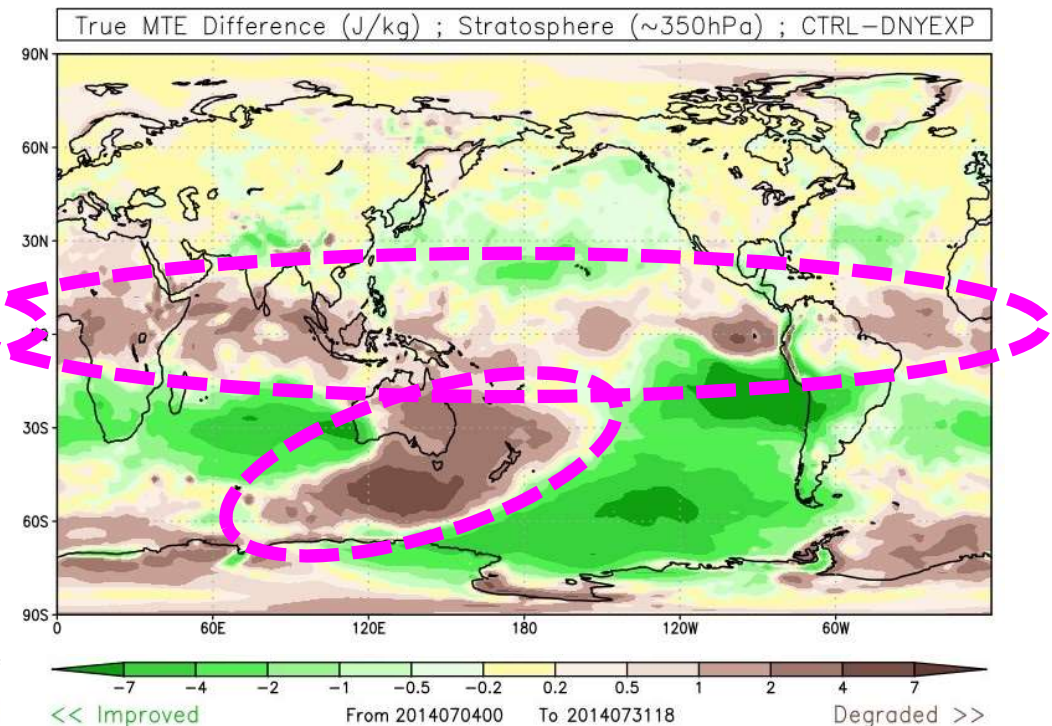 True MTE Difference (J/kg) ; Stratosphere (~350hPa) ; CTRL−DNYEXP
90N
60N
30N
30S
60S
90S
0 60E 120E 180 120W 60W
−7 −4 −2 −1 −0.5 −0.2 0.2 0.5 1 2 4 7
<< Improved From 2014070400 To 2014073118 Degraded >>